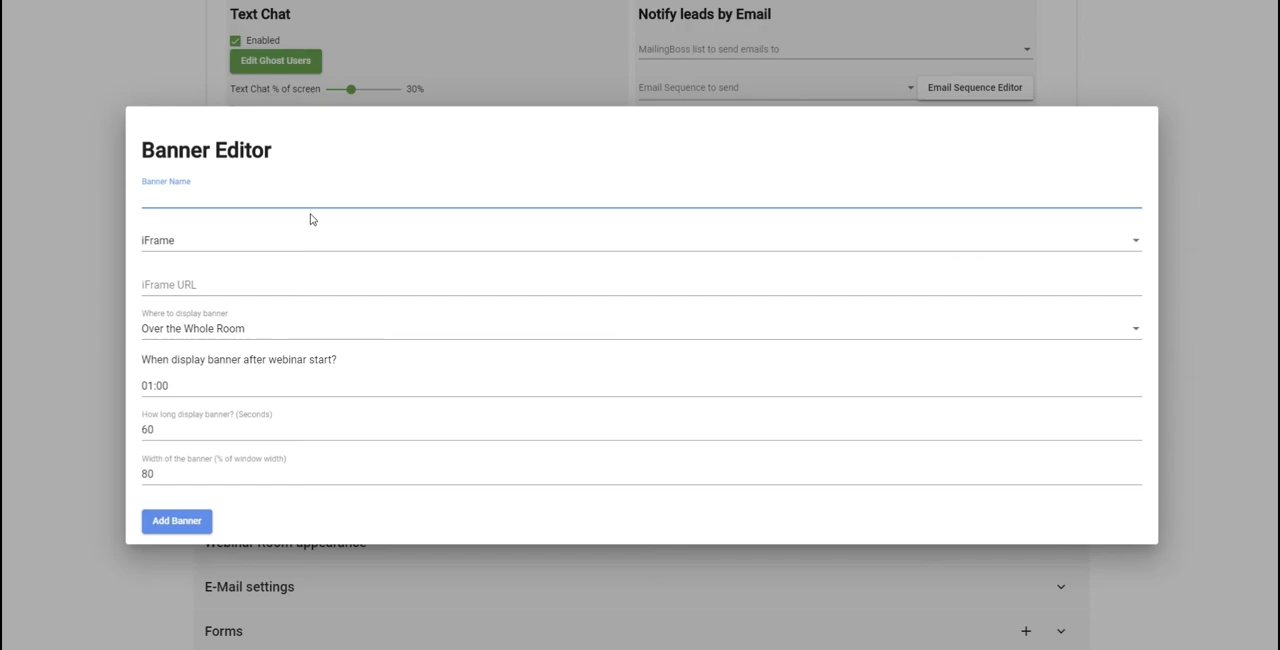 Text Chat
Notify leads by Email
Enabled
MailingBoss list to send emails to
Edit Ghost Users
Text Chat % of screen 30%
Email Sequence to send
Email Sequence Editor
Banner Editor
Banner Name
iFrame
iFrame URL
Where to display banner
Over the Whole Room
When display banner after webinar start?
01:00
How long display banner? (Seconds)
60
Width of the banner (% of window width)
80
Add Banner
Webinar Room appearance
E-Mail settings
Forms